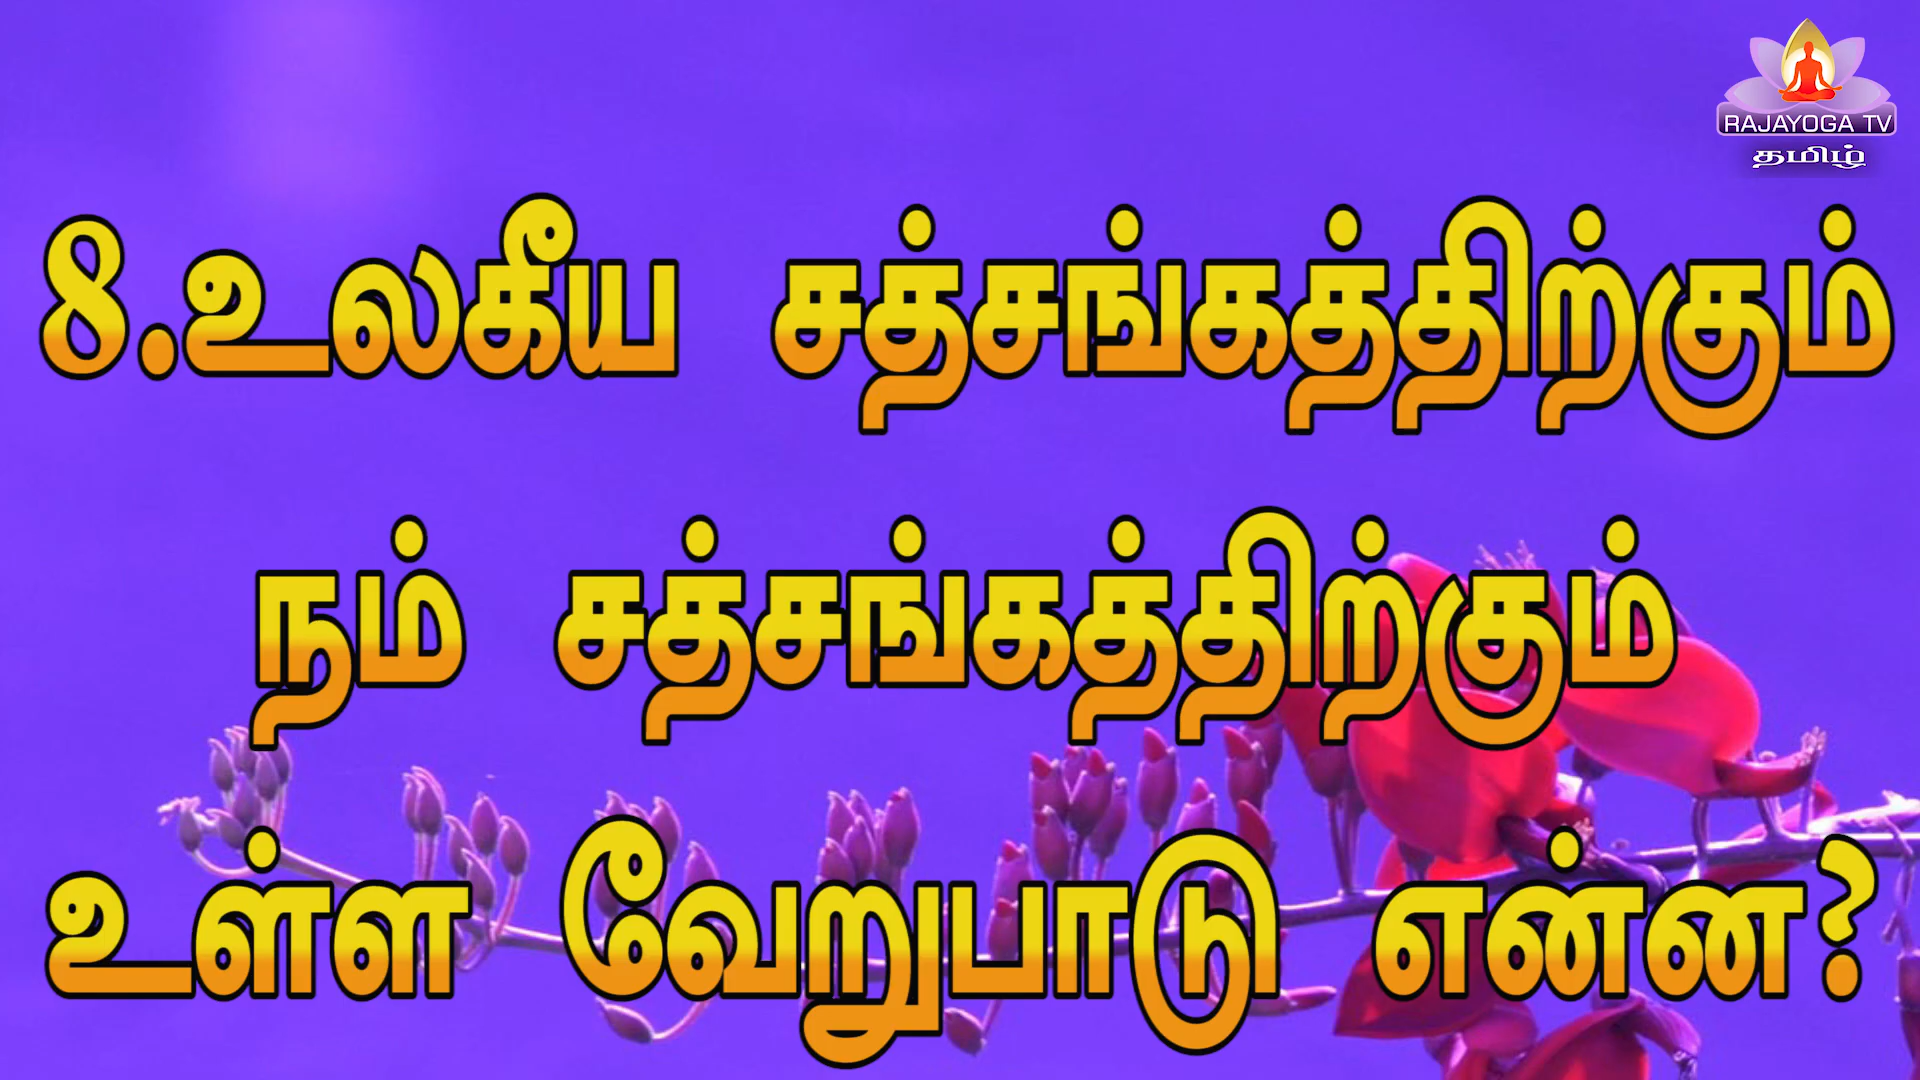 RAJAYOGA TV
தமிழ்
8.உலகீய சத்சங்கத்திற்கும்
நம் சத்சங்கத்திற்கும்
உள்ள வேறுபாடு என்ன?